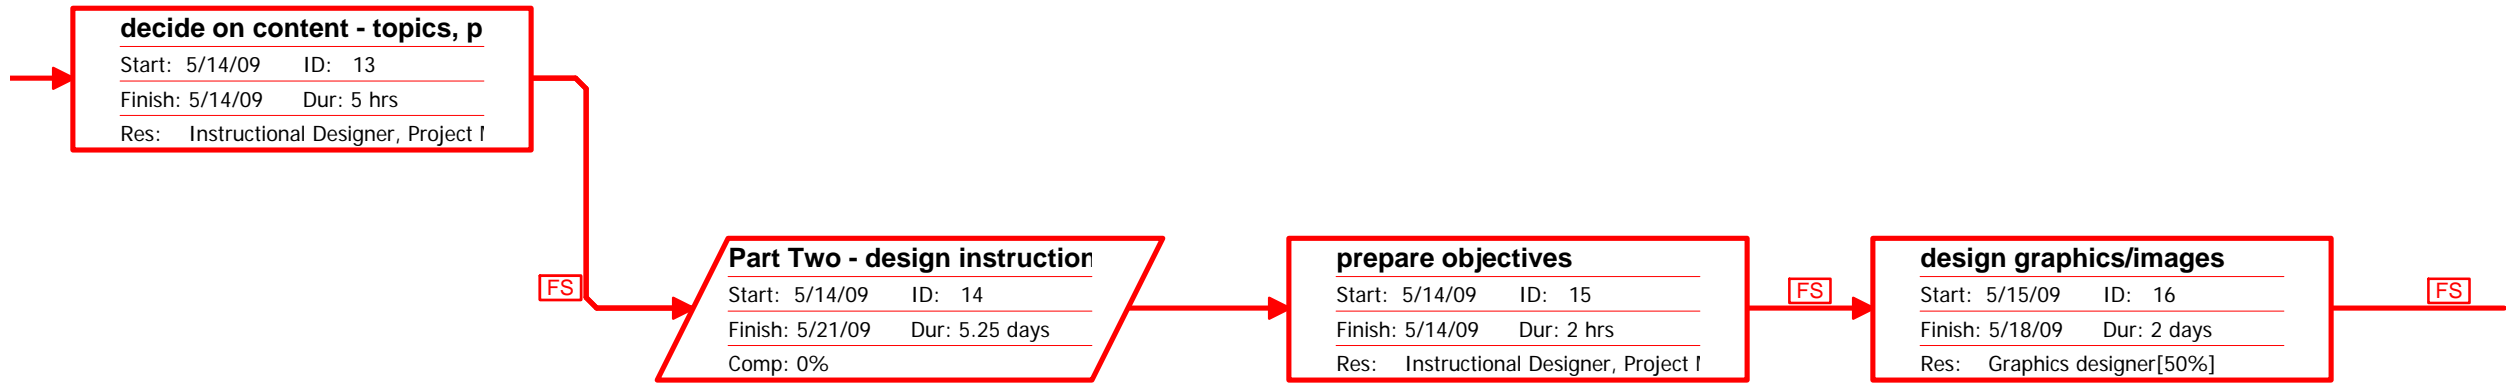 decide on content - topics, p
Start: 5/14/09 ID: 13
Finish: 5/14/09 Dur: 5 hrs
Res: Instructional Designer, Project
FS
Part Two - design instruction
Start: 5/14/09 ID: 14
Finish: 5/21/09 Dur: 5.25 days
Comp: 0%
prepare objectives
Start: 5/14/09 ID: 15
Finish: 5/14/09 Dur: 2 hrs
Res: Instructional Designer, Project
FS
design graphics/images
Start: 5/15/09 ID: 16
Finish: 5/18/09 Dur: 2 days
Res: Graphics designer[50%]
FS